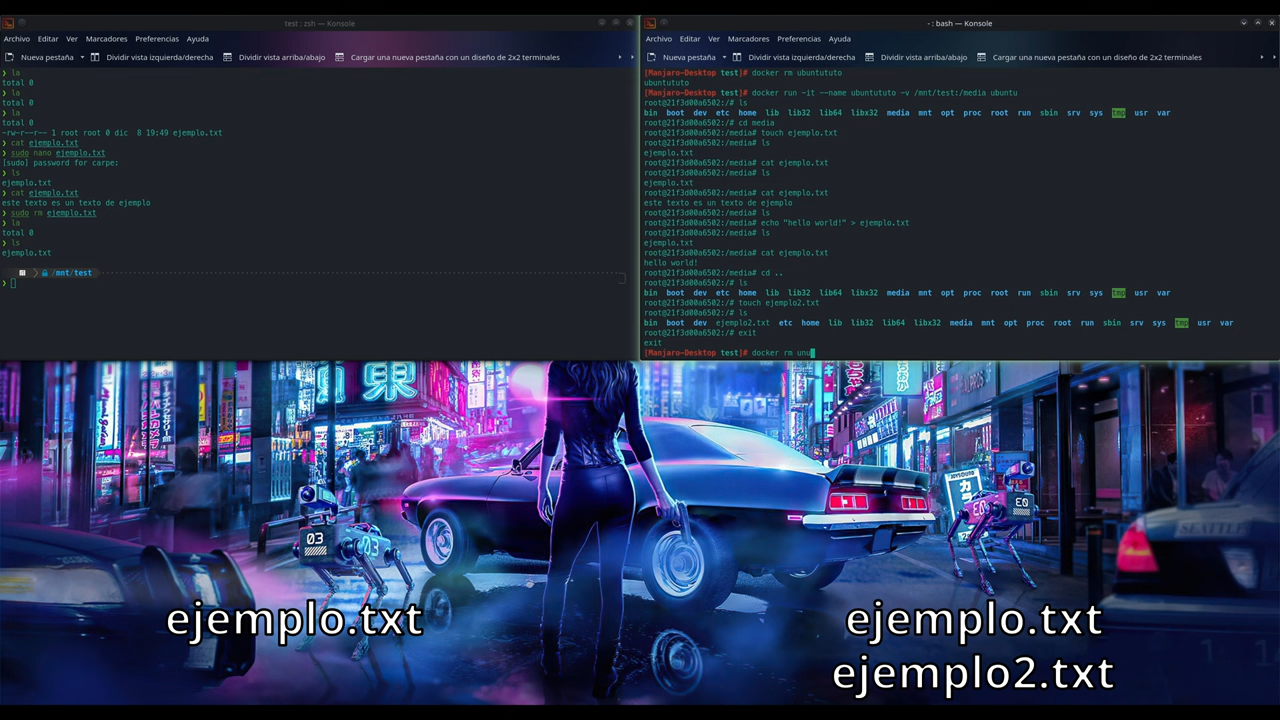 test : zsh — Konsole
Archivo Editar Ver Marcadores Preferencias Ayuda
Nueva pestaña Dividir vista izquierda/derecha Dividir vista arriba/abajo Cargar una nueva pestaña con un diseño de 2x2 terminales
❯ la
total 0
❯ la
total 0
❯ la
total 0
-rw-r--r-- 1 root root 0 dic  8 19:49 ejemplo.txt
❯ cat ejemplo.txt
❯ sudo nano ejemplo.txt
[sudo] password for carpe:
❯ ls
ejemplo.txt
❯ cat ejemplo.txt
este texto es un texto de ejemplo
❯ sudo rm ejemplo.txt
❯ la
total 0
❯ ls
ejemplo.txt
/mnt/test
❯
- : bash — Konsole
Archivo Editar Ver Marcadores Preferencias Ayuda
Nueva pestaña Dividir vista izquierda/derecha Dividir vista arriba/abajo Cargar una nueva pestaña con un diseño de 2x2 terminales
[Manjaro-Desktop test]# docker rm ubuntututo
ubuntututo
[Manjaro-Desktop test]# docker run -it --name ubuntututo -v /mnt/test:/media ubuntu
root@21f3d00a6502:/# ls
bin boot dev etc home lib lib32 lib64 libx32 media mnt opt proc root run sbin srv sys tmp usr var
root@21f3d00a6502:/# cd media
root@21f3d00a6502:/media# touch ejemplo.txt
root@21f3d00a6502:/media# ls
ejemplo.txt
root@21f3d00a6502:/media# cat ejemplo.txt
root@21f3d00a6502:/media# ls
ejemplo.txt
root@21f3d00a6502:/media# cat ejemplo.txt
este texto es un texto de ejemplo
root@21f3d00a6502:/media# ls
root@21f3d00a6502:/media# echo "hello world!" > ejemplo.txt
root@21f3d00a6502:/media# ls
ejemplo.txt
root@21f3d00a6502:/media# cat ejemplo.txt
hello world!
root@21f3d00a6502:/media# cd ..
root@21f3d00a6502:/# ls
bin boot dev etc home lib lib32 lib64 libx32 media mnt opt proc root run sbin srv sys tmp usr var
root@21f3d00a6502:/# touch ejemplo2.txt
root@21f3d00a6502:/# ls
bin boot dev ejemplo2.txt etc home lib lib32 lib64 libx32 media mnt opt proc root run sbin srv sys tmp usr var
root@21f3d00a6502:/# exit
exit
[Manjaro-Desktop test]# docker rm unu
東
カ
03
03
E0
SEATTLE
ejemplo.txt
ejemplo.txt
ejemplo2.txt